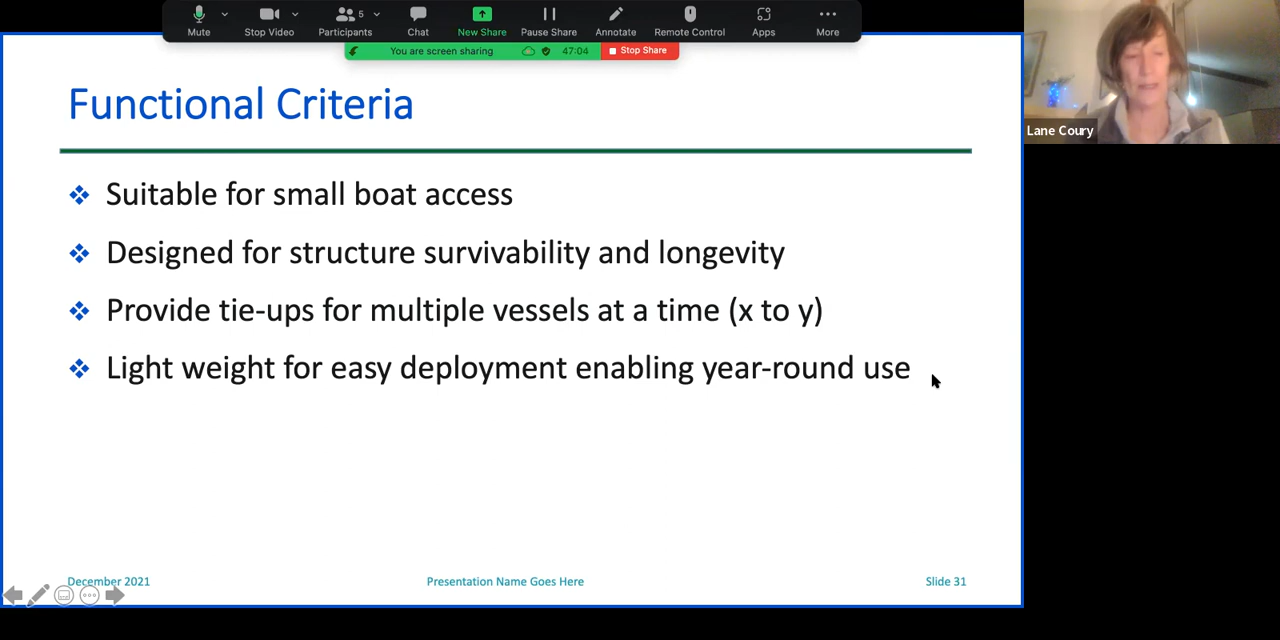 Mute
Stop Video
Participants
5
Chat
New Share
Pause Share
Annotate
Remote Control
Apps
More
You are screen sharing
47:04
Stop Share
Lane Coury
Functional Criteria
Suitable for small boat access
Designed for structure survivability and longevity
Provide tie-ups for multiple vessels at a time (x to y)
Light weight for easy deployment enabling year-round use
December 2021
Presentation Name Goes Here
Slide 31